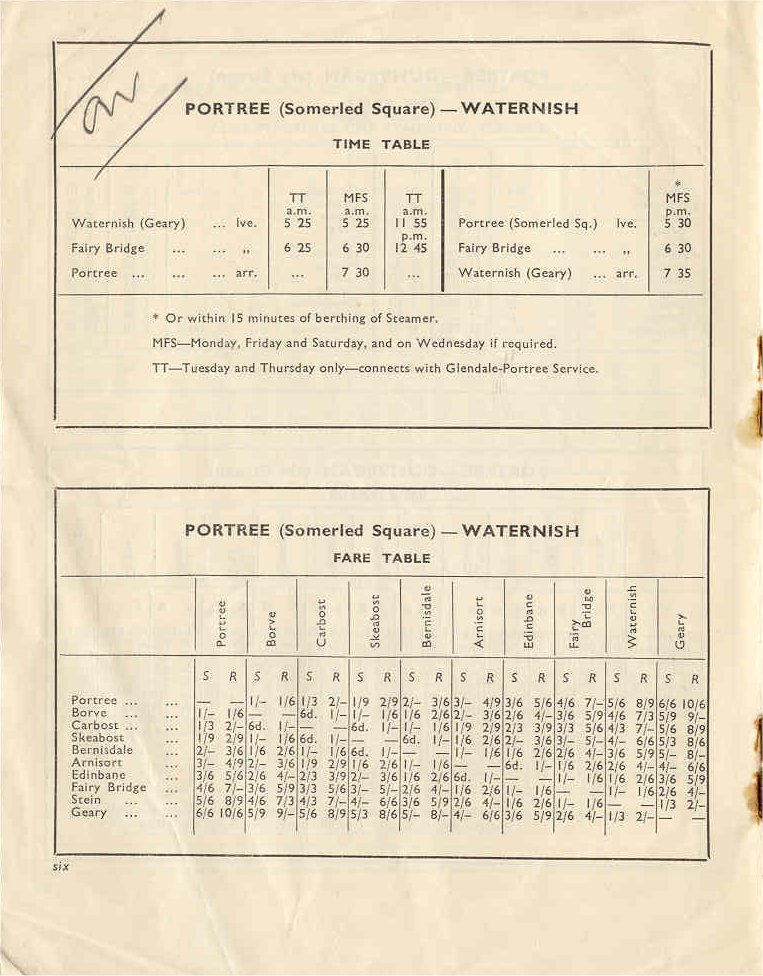 PORTREE (Somerled Square) — WATERNISH
TIME TABLE
TT MFS TT * MFS
a.m. a.m. a.m. p.m.
Waternish (Geary) ... lve. 5 25 5 25 11 55 Portree (Somerled Sq.) lve. 5 30
p.m.
Fairy Bridge ... ... ,, 6 25 6 30 12 45 Fairy Bridge ... ... ,, 6 30
Portree ... ... ... arr. ... 7 30 ... Waternish (Geary) ... arr. 7 35
* Or within 15 minutes of berthing of Steamer.
MFS—Monday, Friday and Saturday, and on Wednesday if required.
TT—Tuesday and Thursday only—connects with Glendale-Portree Service.
PORTREE (Somerled Square) — WATERNISH
FARE TABLE
Portree Borve Carbost Skeabost Bernisdale Arnisort Edinbane Fairy Bridge Waternish Geary
S R S R S R S R S R S R S R S R S R S R
Portree ... ... — — 1/- 1/6 1/3 2/- 1/9 2/9 2/- 3/6 3/- 4/9 3/6 5/6 4/6 7/- 5/6 8/9 6/6 10/6
Borve ... ... 1/- 1/6 — — 6d. 1/- 1/- 1/6 1/6 2/6 2/- 3/6 2/6 4/- 3/6 5/9 4/6 7/3 5/9 9/-
Carbost ... ... 1/3 2/- 6d. 1/- — — 6d. 1/- 1/- 1/6 1/9 2/9 2/3 3/9 3/3 5/6 4/3 7/- 5/6 8/9
Skeabost ... 1/9 2/9 1/- 1/6 6d. 1/- — — 6d. 1/- 1/6 2/6 2/- 3/6 3/- 5/- 4/- 6/6 5/3 8/6
Bernisdale ... 2/- 3/6 1/6 2/6 1/- 1/6 6d. 1/- — — 1/- 1/6 1/6 2/6 2/6 4/- 3/6 5/9 5/- 8/-
Arnisort ... 3/- 4/9 2/- 3/6 1/9 2/9 1/6 2/6 1/- 1/6 — — 6d. 1/- 1/6 2/6 2/6 4/- 4/- 6/6
Edinbane ... 3/6 5/6 2/6 4/- 2/3 3/9 2/- 3/6 1/6 2/6 6d. 1/- — — 1/- 1/6 1/6 2/6 3/6 5/9
Fairy Bridge ... 4/6 7/- 3/6 5/9 3/3 5/6 3/- 5/- 2/6 4/- 1/6 2/6 1/- 1/6 — — 1/- 1/6 2/6 4/-
Stein ... ... 5/6 8/9 4/6 7/3 4/3 7/- 4/- 6/6 3/6 5/9 2/6 4/- 1/6 2/6 1/- 1/6 — — 1/3 2/-
Geary ... ... 6/6 10/6 5/9 9/- 5/6 8/9 5/3 8/6 5/- 8/- 4/- 6/6 3/6 5/9 2/6 4/- 1/3 2/- — —
six